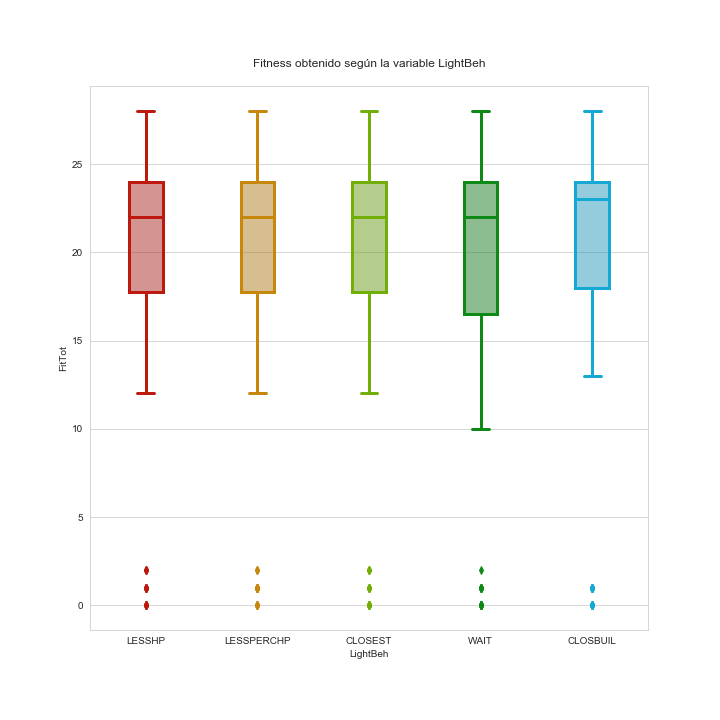 Fitness obtenido según la variable LightBeh
25
20
15
10
5
0
FitTot
LESSHP
LESSPERCHP
CLOSEST
WAIT
CLOSBUIL
LightBeh